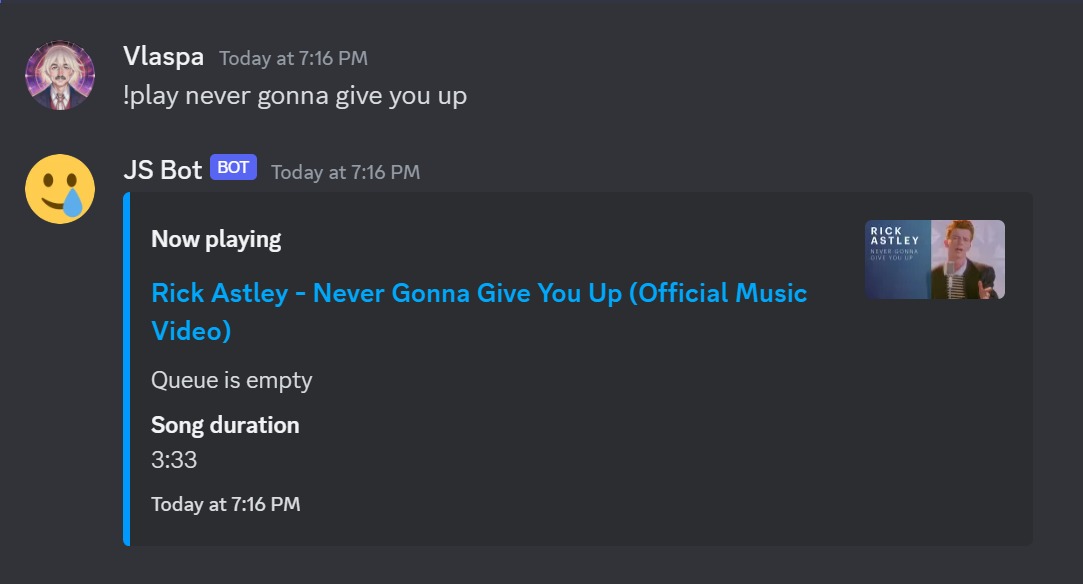 Vlaspa Today at 7:16 PM
!play never gonna give you up
JS Bot BOT Today at 7:16 PM
Now playing
Rick Astley - Never Gonna Give You Up (Official Music
Video)
RICK
ASTLEY
NEVER GONNA
GIVE YOU UP
Queue is empty
Song duration
3:33
Today at 7:16 PM